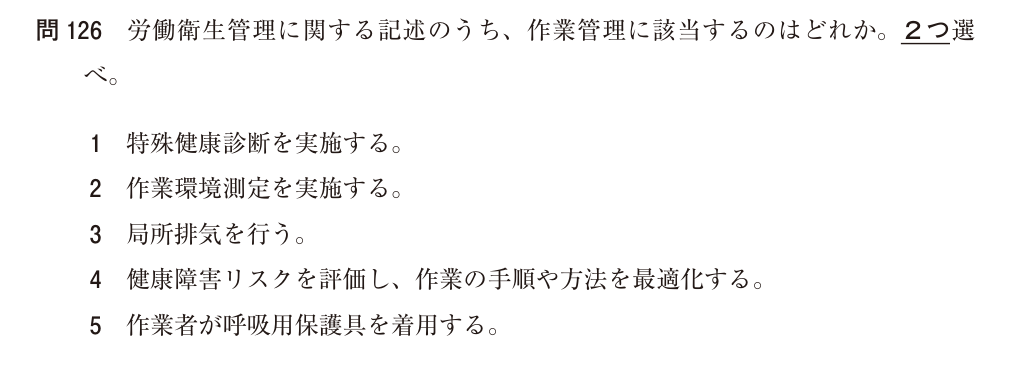 問126 労働衛生管理に関する記述のうち、作業管理に該当するのはどれか。2つ選
べ。
1 特殊健康診断を実施する。
2 作業環境測定を実施する。
3 局所排気を行う。
4 健康障害リスクを評価し、作業の手順や方法を最適化する。
5 作業者が呼吸用保護具を着用する。